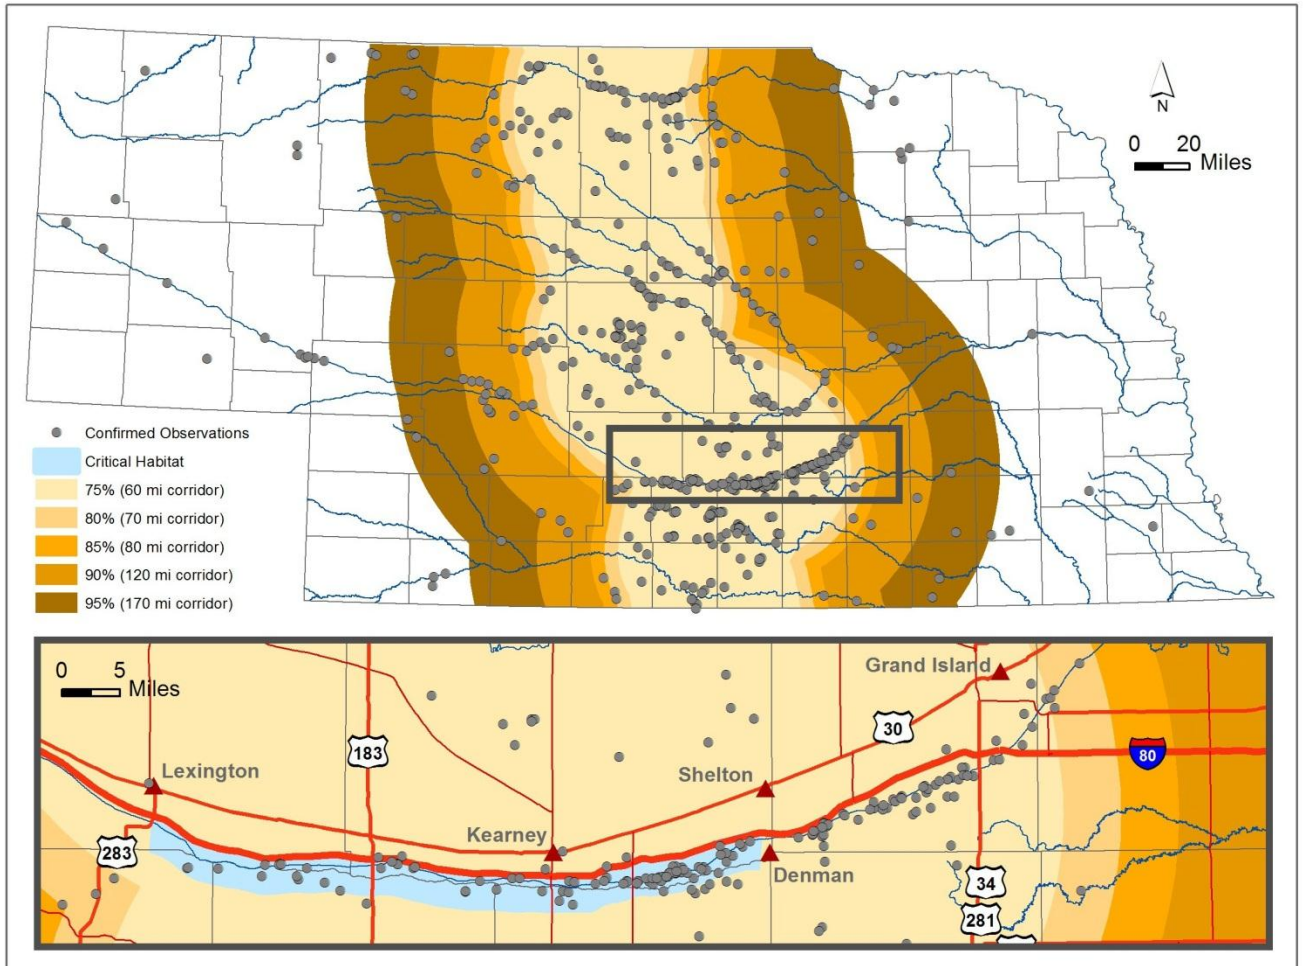 N
0 20
Miles
Confirmed Observations
Critical Habitat
75% (60 mi corridor)
80% (70 mi corridor)
85% (80 mi corridor)
90% (120 mi corridor)
95% (170 mi corridor)
0 5
Miles
Grand Island
30
183
80
Lexington
Shelton
Kearney
283
Denman
34
281